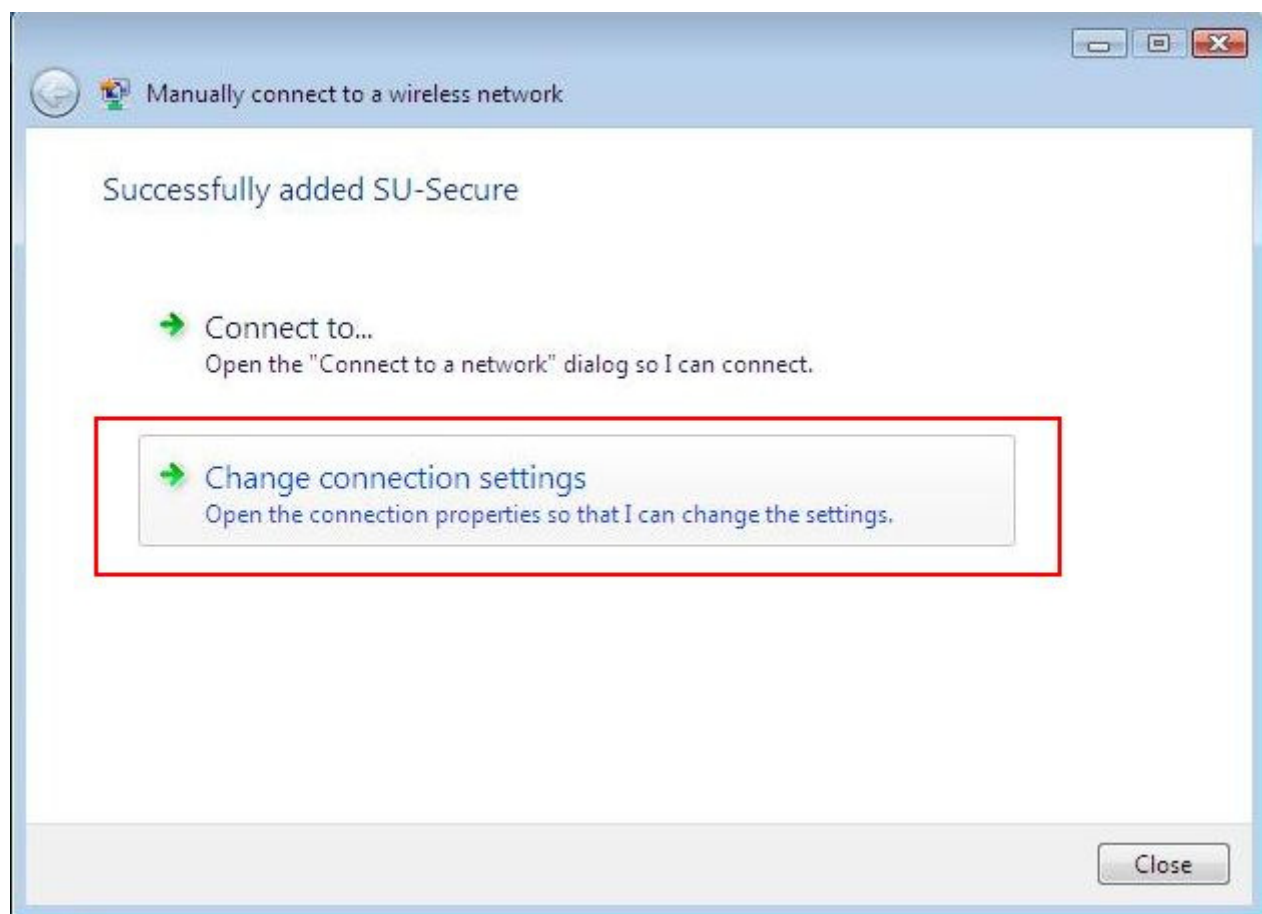 Manually connect to a wireless network
Successfully added SU-Secure
Connect to...
Open the "Connect to a network" dialog so I can connect.
Change connection settings
Open the connection properties so that I can change the settings.
Close